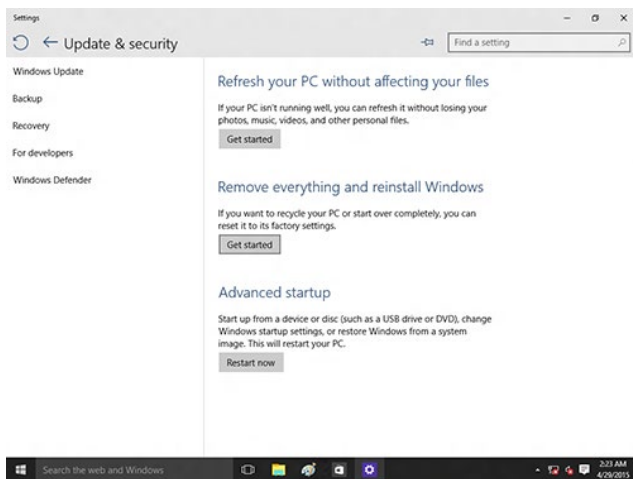 Settings
Update & security
Find a setting
Windows Update
Backup
Recovery
For developers
Windows Defender
Refresh your PC without affecting your files
If your PC isn't running well, you can refresh it without losing your
photos, music, videos, and other personal files.
Get started
Remove everything and reinstall Windows
If you want to recycle your PC or start over completely, you can
reset it to its factory settings.
Get started
Advanced startup
Start up from a device or disc (such as a USB drive or DVD), change
Windows startup settings, or restore Windows from a system
image. This will restart your PC.
Restart now
Search the web and Windows
2:23 AM
4/29/2015